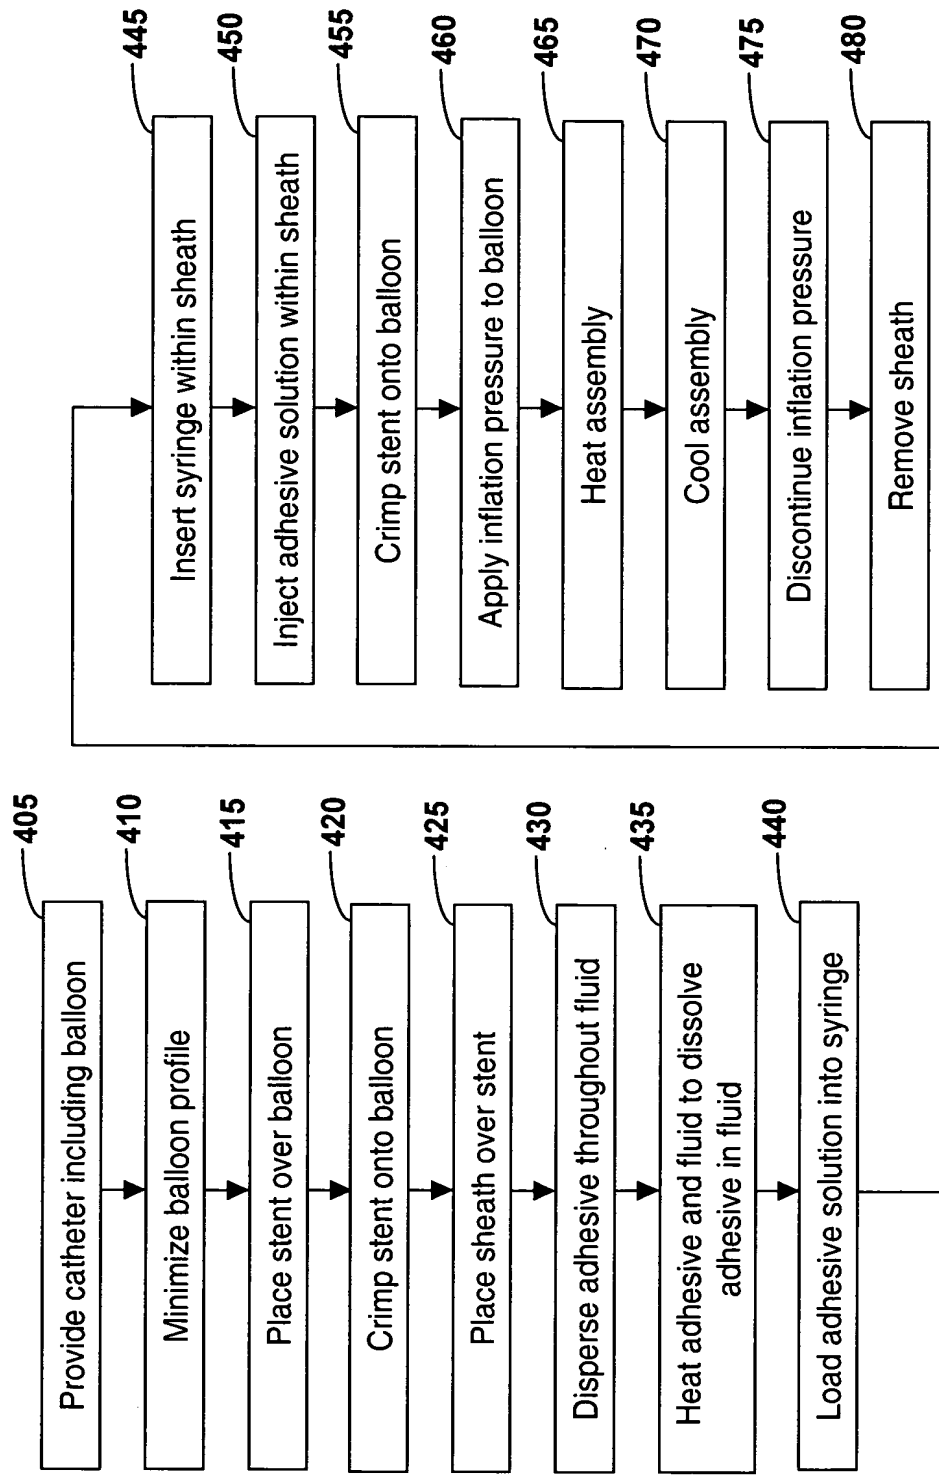 405
Provide catheter including balloon
410
Minimize balloon profile
415
Place stent over balloon
420
Crimp stent onto balloon
425
Place sheath over stent
430
Disperse adhesive throughout fluid
435
Heat adhesive and fluid to dissolve
adhesive in fluid
440
Load adhesive solution into syringe
445
Insert syringe within sheath
450
Inject adhesive solution within sheath
455
Crimp stent onto balloon
460
Apply inflation pressure to balloon
465
Heat assembly
470
Cool assembly
475
Discontinue inflation pressure
480
Remove sheath